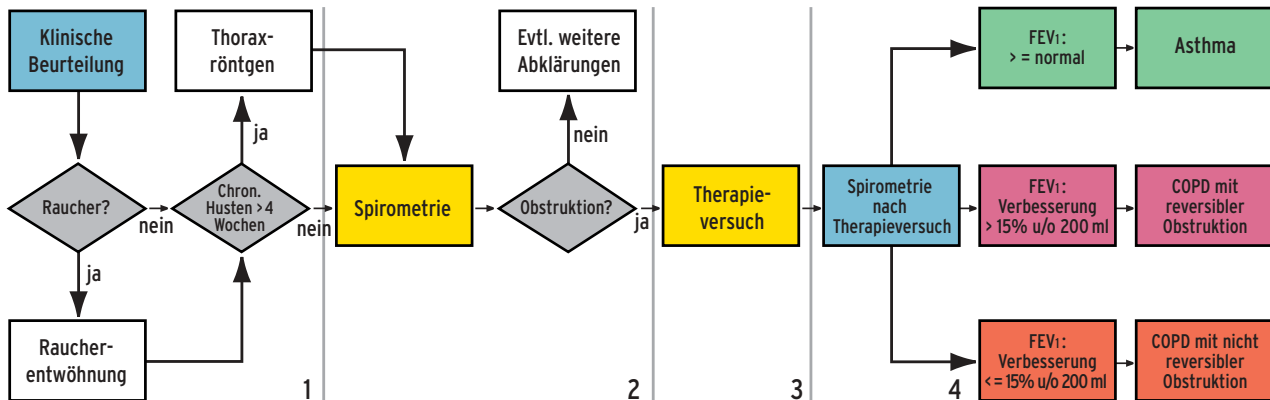 Klinische
Beurteilung
Raucher?
ja
nein
Raucher-
entwöhnung
Chron.
Husten > 4
Wochen
ja
nein
Thorax-
röntgen
1
Spirometrie
Obstruktion?
nein
ja
Evtl. weitere
Abklärungen
2
Therapie-
versuch
3
Spirometrie
nach
Therapieversuch
4
FEV1:
> = normal
Asthma
FEV1:
Verbesserung
> 15% u/o 200 ml
COPD mit
reversibler
Obstruktion
FEV1:
Verbesserung
< = 15% u/o 200 ml
COPD mit nicht
reversibler
Obstruktion